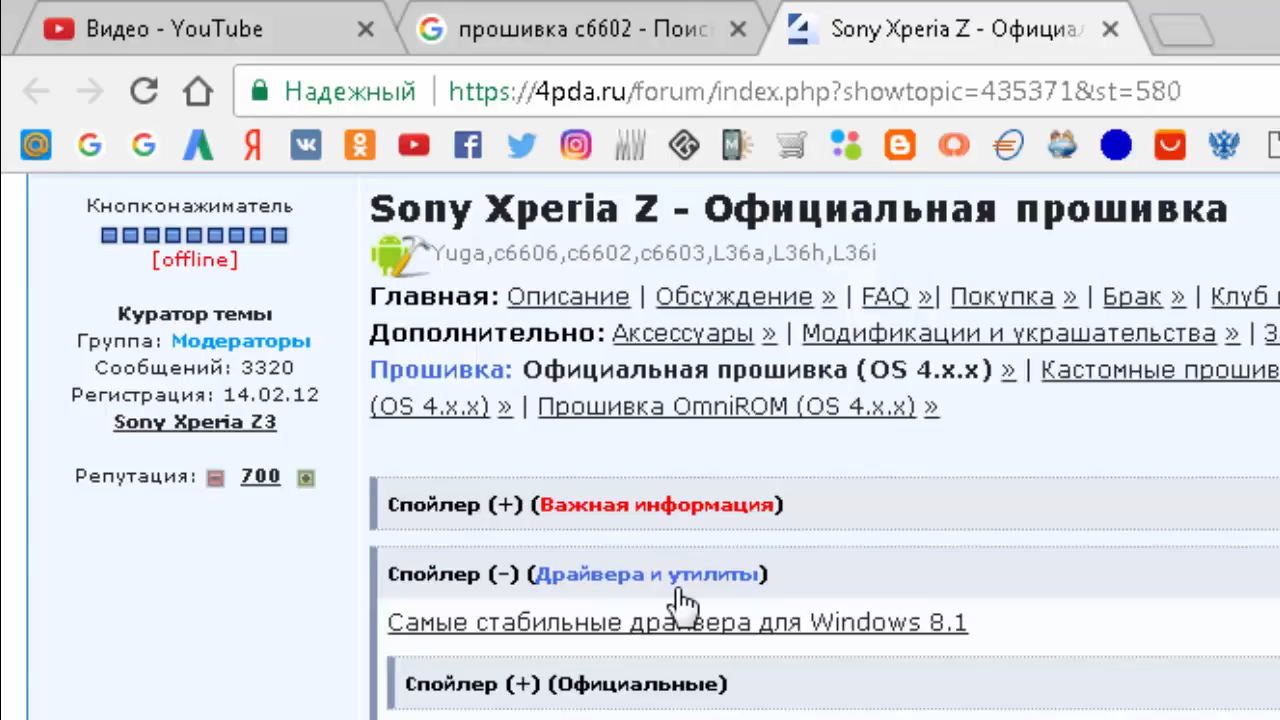 Видео - YouTube
прошивка c6602 - Поис
Sony Xperia Z - Официа
Надежный
https://4pda.ru/forum/index.php?showtopic=435371&st=580
Кнопконажиматель
[offline]
Куратор темы
Группа: Модераторы
Сообщений: 3320
Регистрация: 14.02.12
Sony Xperia Z3
Репутация: 700
Sony Xperia Z - Официальная прошивка
Yuga,c6606,c6602,c6603,L36a,L36h,L36i
Главная: Описание | Обсуждение » | FAQ »| Покупка » | Брак » | Клуб
Дополнительно: Аксессуары » | Модификации и украшательства » | З
Прошивка: Официальная прошивка (OS 4.x.x) » | Кастомные прошив
(OS 4.x.x) » | Прошивка OmniROM (OS 4.x.x) »
Спойлер (+) (Важная информация)
Спойлер (−) (Драйвера и утилиты)
Самые стабильные драйвера для Windows 8.1
Спойлер (+) (Официальные)